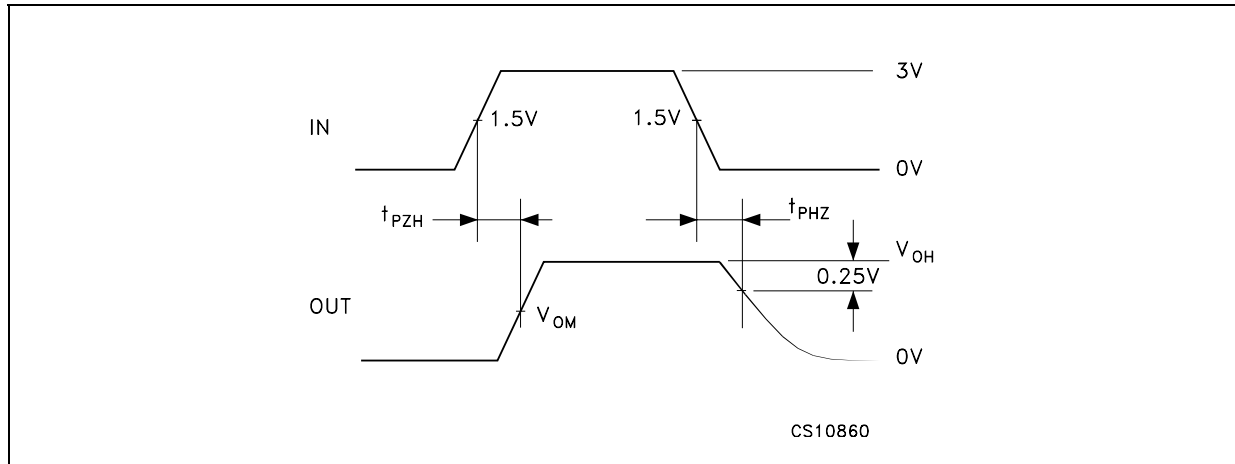 3V
IN
1.5V
1.5V
0V
tPZH
tPHZ
VOH
0.25V
OUT
VOM
0V
CS10860